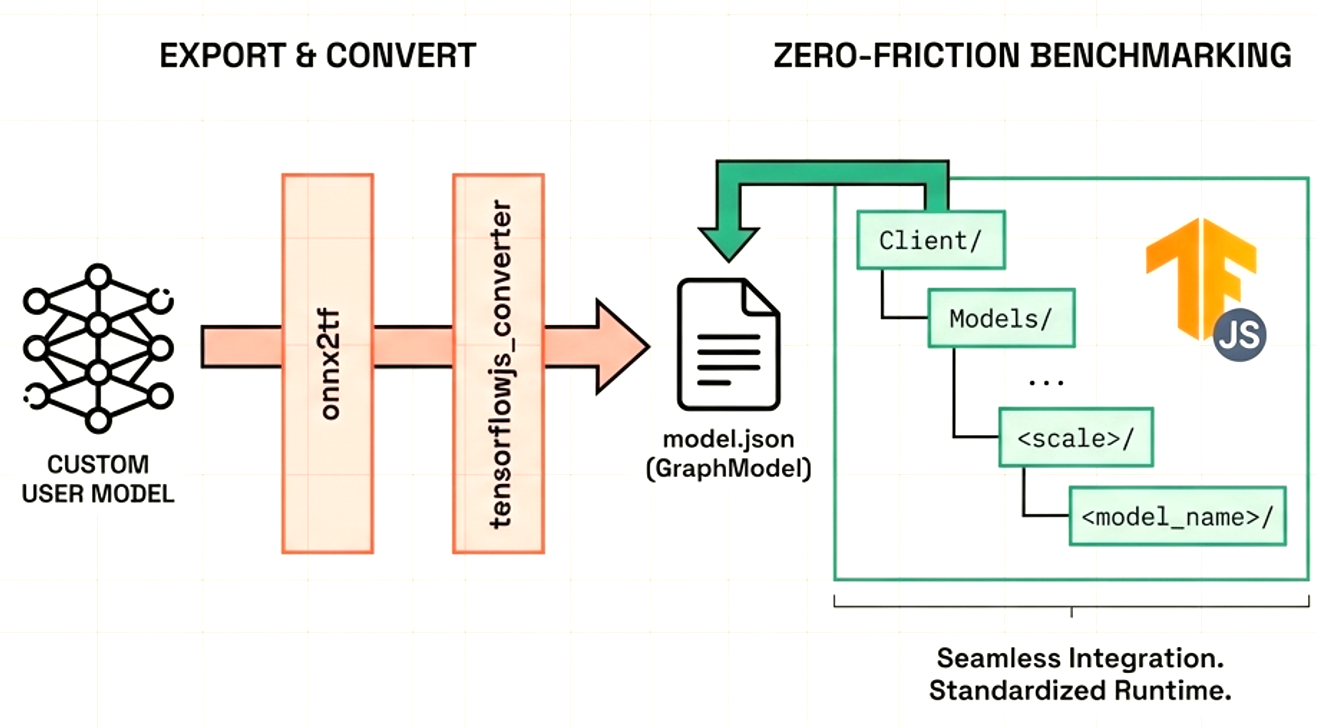 EXPORT & CONVERT
ZERO-FRICTION BENCHMARKING
CUSTOM
USER MODEL
onnx2tf
tensorflowjs_converter
model.json
(GraphModel)
Client/
Models/
...
<scale>/
<model_name>/
TF
JS
Seamless Integration.
Standardized Runtime.